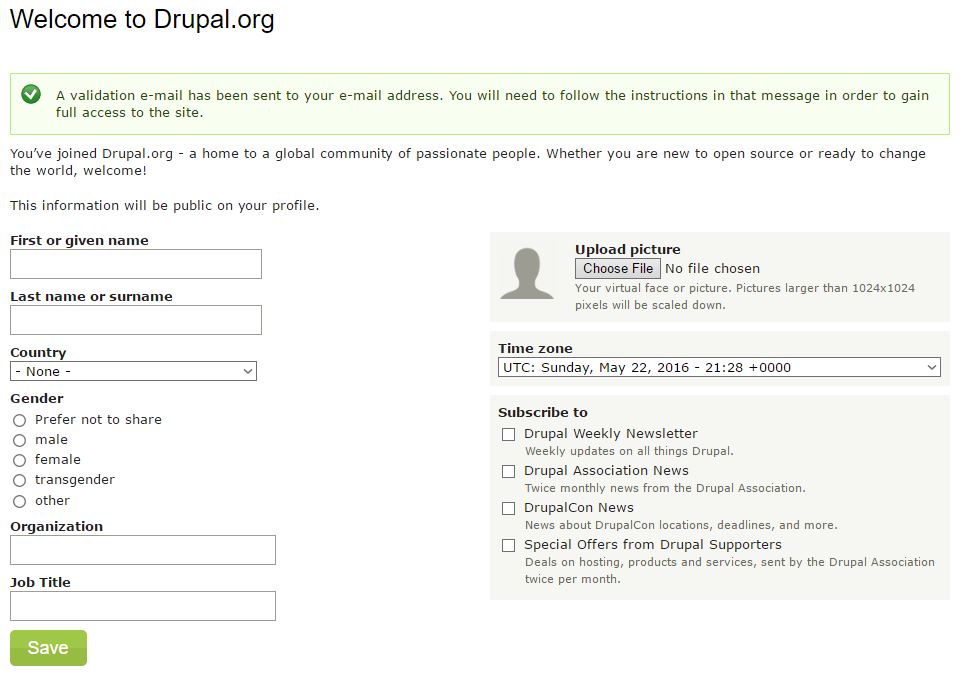 Welcome to Drupal.org
A validation e-mail has been sent to your e-mail address. You will need to follow the instructions in that message in order to gain
full access to the site.
You’ve joined Drupal.org - a home to a global community of passionate people. Whether you are new to open source or ready to change
the world, welcome!
This information will be public on your profile.
First or given name
Last name or surname
Country
- None -
Gender
Prefer not to share
male
female
transgender
other
Organization
Job Title
Save
Upload picture
Choose File No file chosen
Your virtual face or picture. Pictures larger than 1024x1024
pixels will be scaled down.
Time zone
UTC: Sunday, May 22, 2016 - 21:28 +0000
Subscribe to
Drupal Weekly Newsletter
Weekly updates on all things Drupal.
Drupal Association News
Twice monthly news from the Drupal Association.
DrupalCon News
News about DrupalCon locations, deadlines, and more.
Special Offers from Drupal Supporters
Deals on hosting, products and services, sent by the Drupal Association
twice per month.